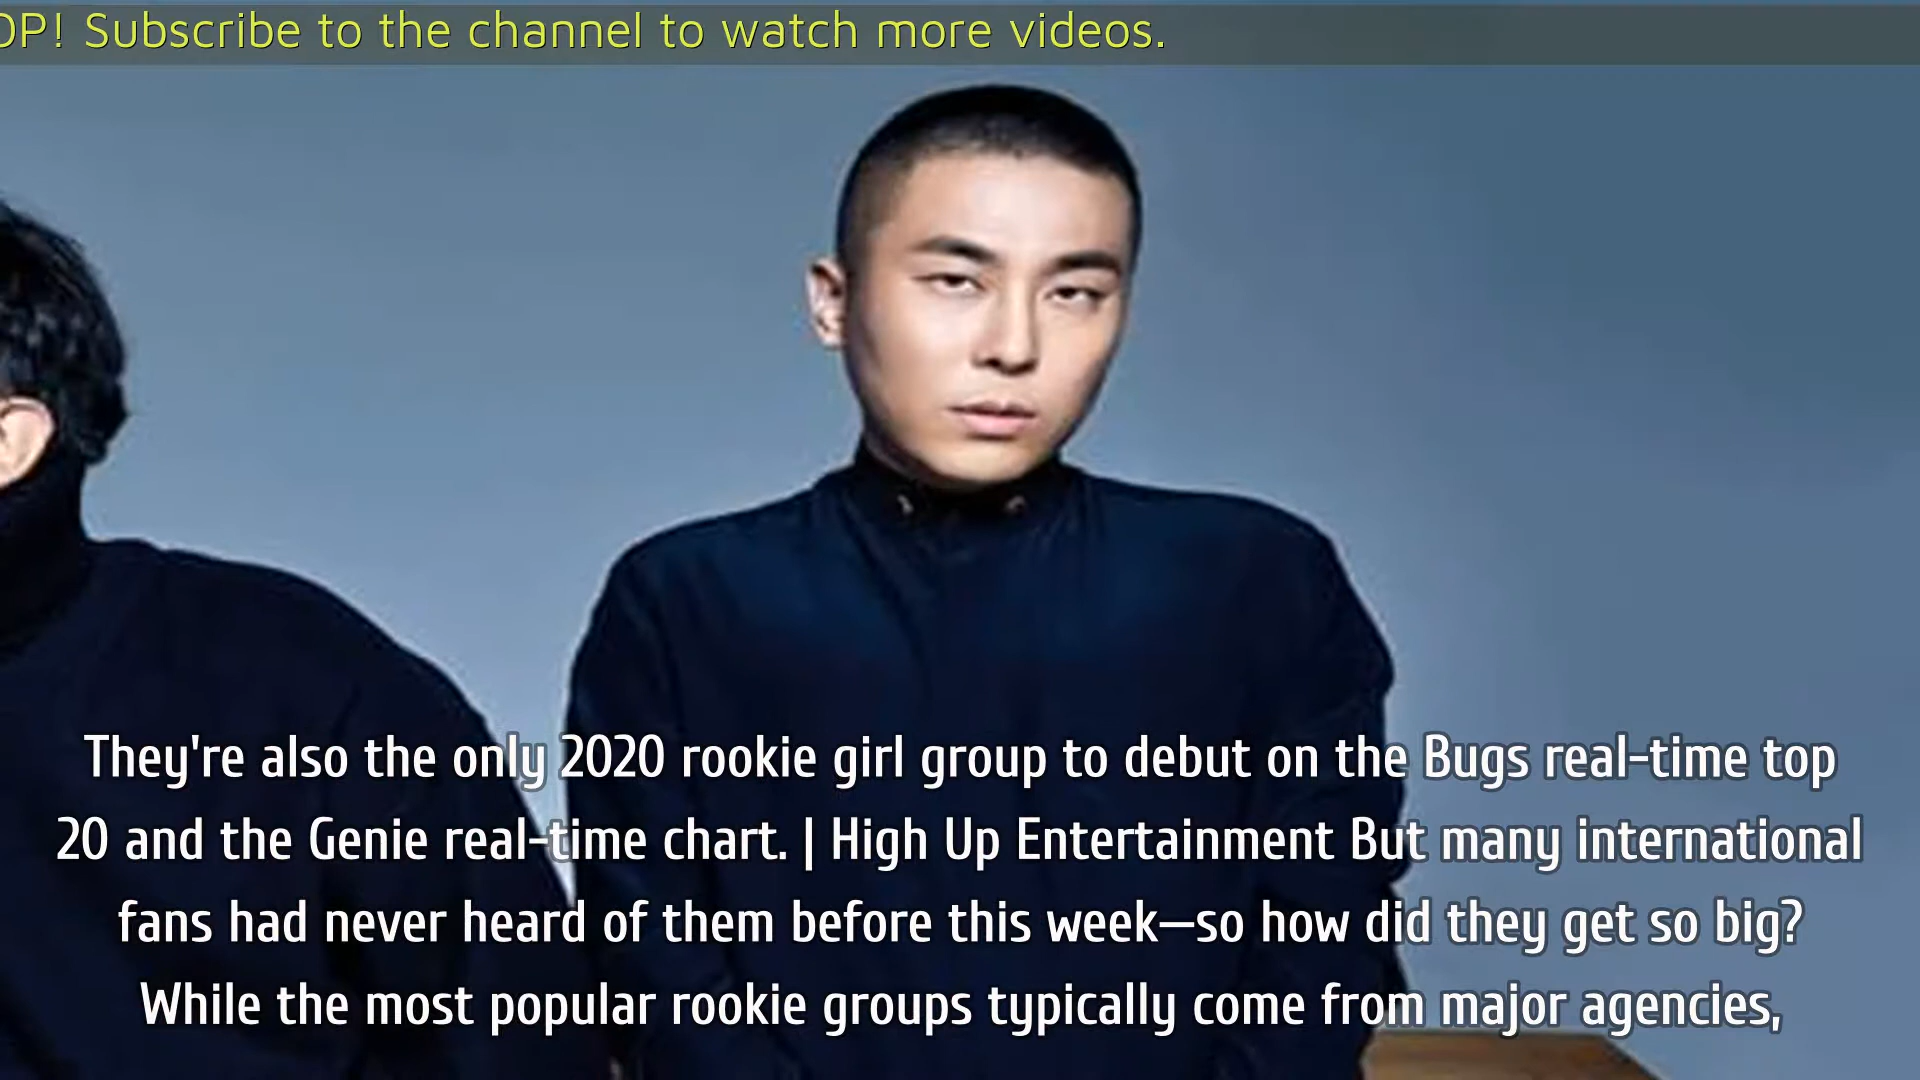 OP! Subscribe to the channel to watch more videos.
They're also the only 2020 rookie girl group to debut on the Bugs real-time top
20 and the Genie real-time chart. | High Up Entertainment But many international
fans had never heard of them before this week—so how did they get so big?
While the most popular rookie groups typically come from major agencies,